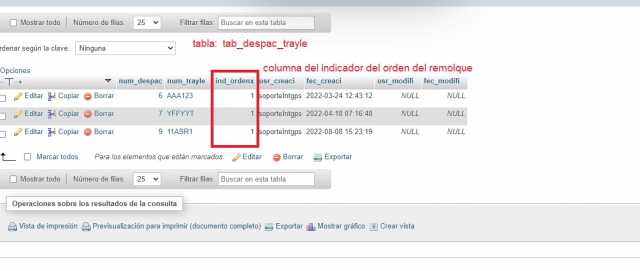 Mostrar todo Número de filas: 25 Filtrar filas: Buscar en esta tabla
tabla: tab_despac_trayle
rdenar según la clave: Ninguna
columna del indicador del orden del remolque
Opciones
num_despac num_trayle ind_ordenx usr_creaci fec_creaci usr_modifi fec_modifi
Editar Copiar Borrar 6 AAA123 1 soporteIntgps 2022-03-24 12:43:12 NULL NULL
Editar Copiar Borrar 7 YFFYYT 1 soporteIntgps 2022-04-10 07:16:40 NULL NULL
Editar Copiar Borrar 9 11ASR1 1 soporteIntgps 2022-08-08 15:23:19 NULL NULL
Marcar todos Para los elementos que están marcados: Editar Borrar Exportar
Mostrar todo Número de filas: 25 Filtrar filas: Buscar en esta tabla
Operaciones sobre los resultados de la consulta
Vista de impresión Previsualización para imprimir (documento completo) Exportar Mostrar gráfico Crear vista